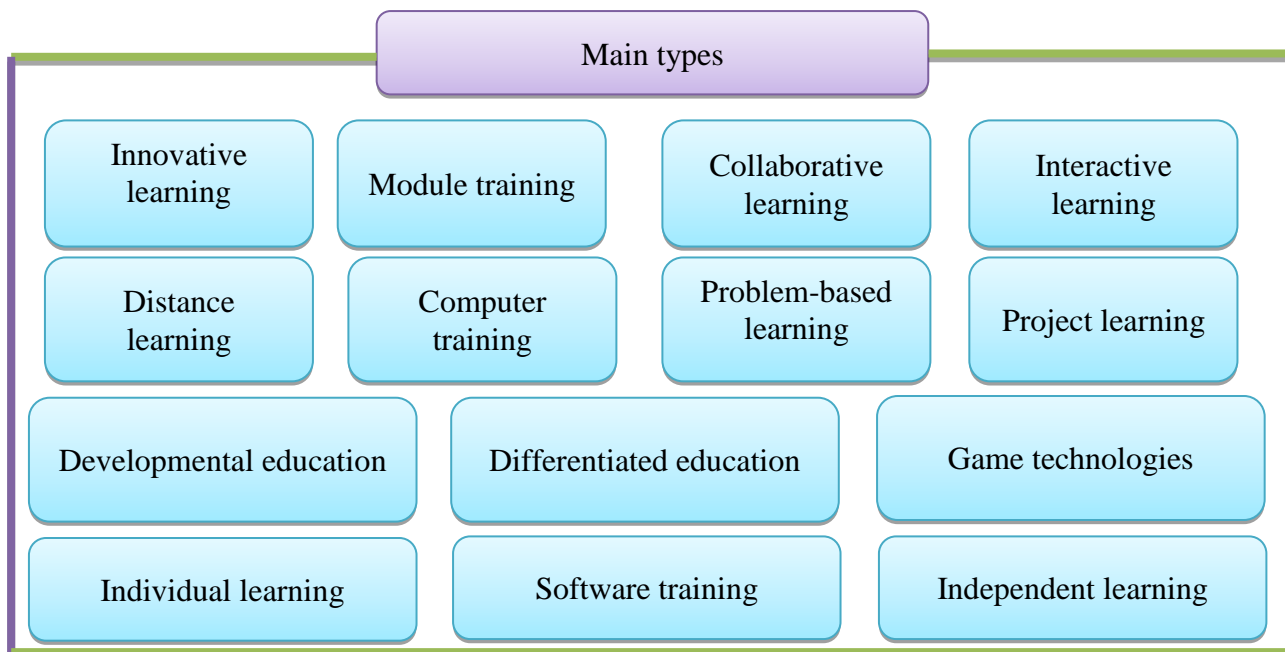 Main types
Innovative
learning
Module training
Collaborative
learning
Interactive
learning
Distance
learning
Computer
training
Problem-based
learning
Project learning
Developmental education
Differentiated education
Game technologies
Individual learning
Software training
Independent learning